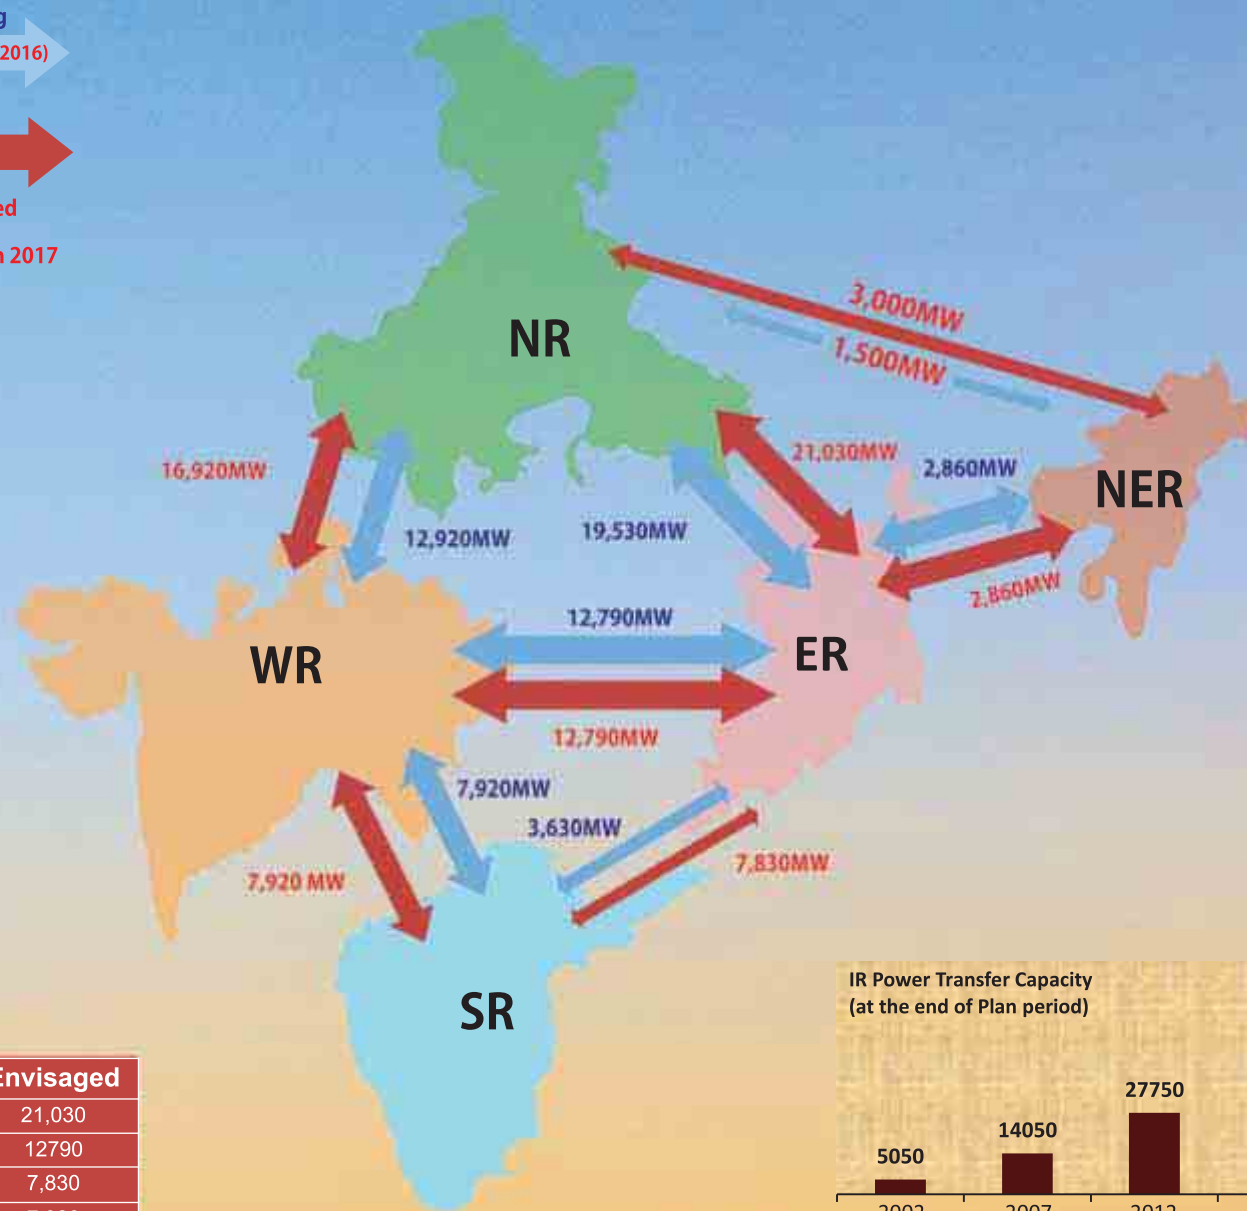 2016)
2017
3,000MW
1,500MW
NR
16,920MW
21,030MW
2,860MW
NER
12,920MW
19,530MW
2,860MW
12,790MW
WR
ER
12,790MW
7,920MW
3,630MW
7,920 MW
7,830MW
SR
IR Power Transfer Capacity
(at the end of Plan period)
Envisaged
21,030
12790
7,830
27750
14050
5050